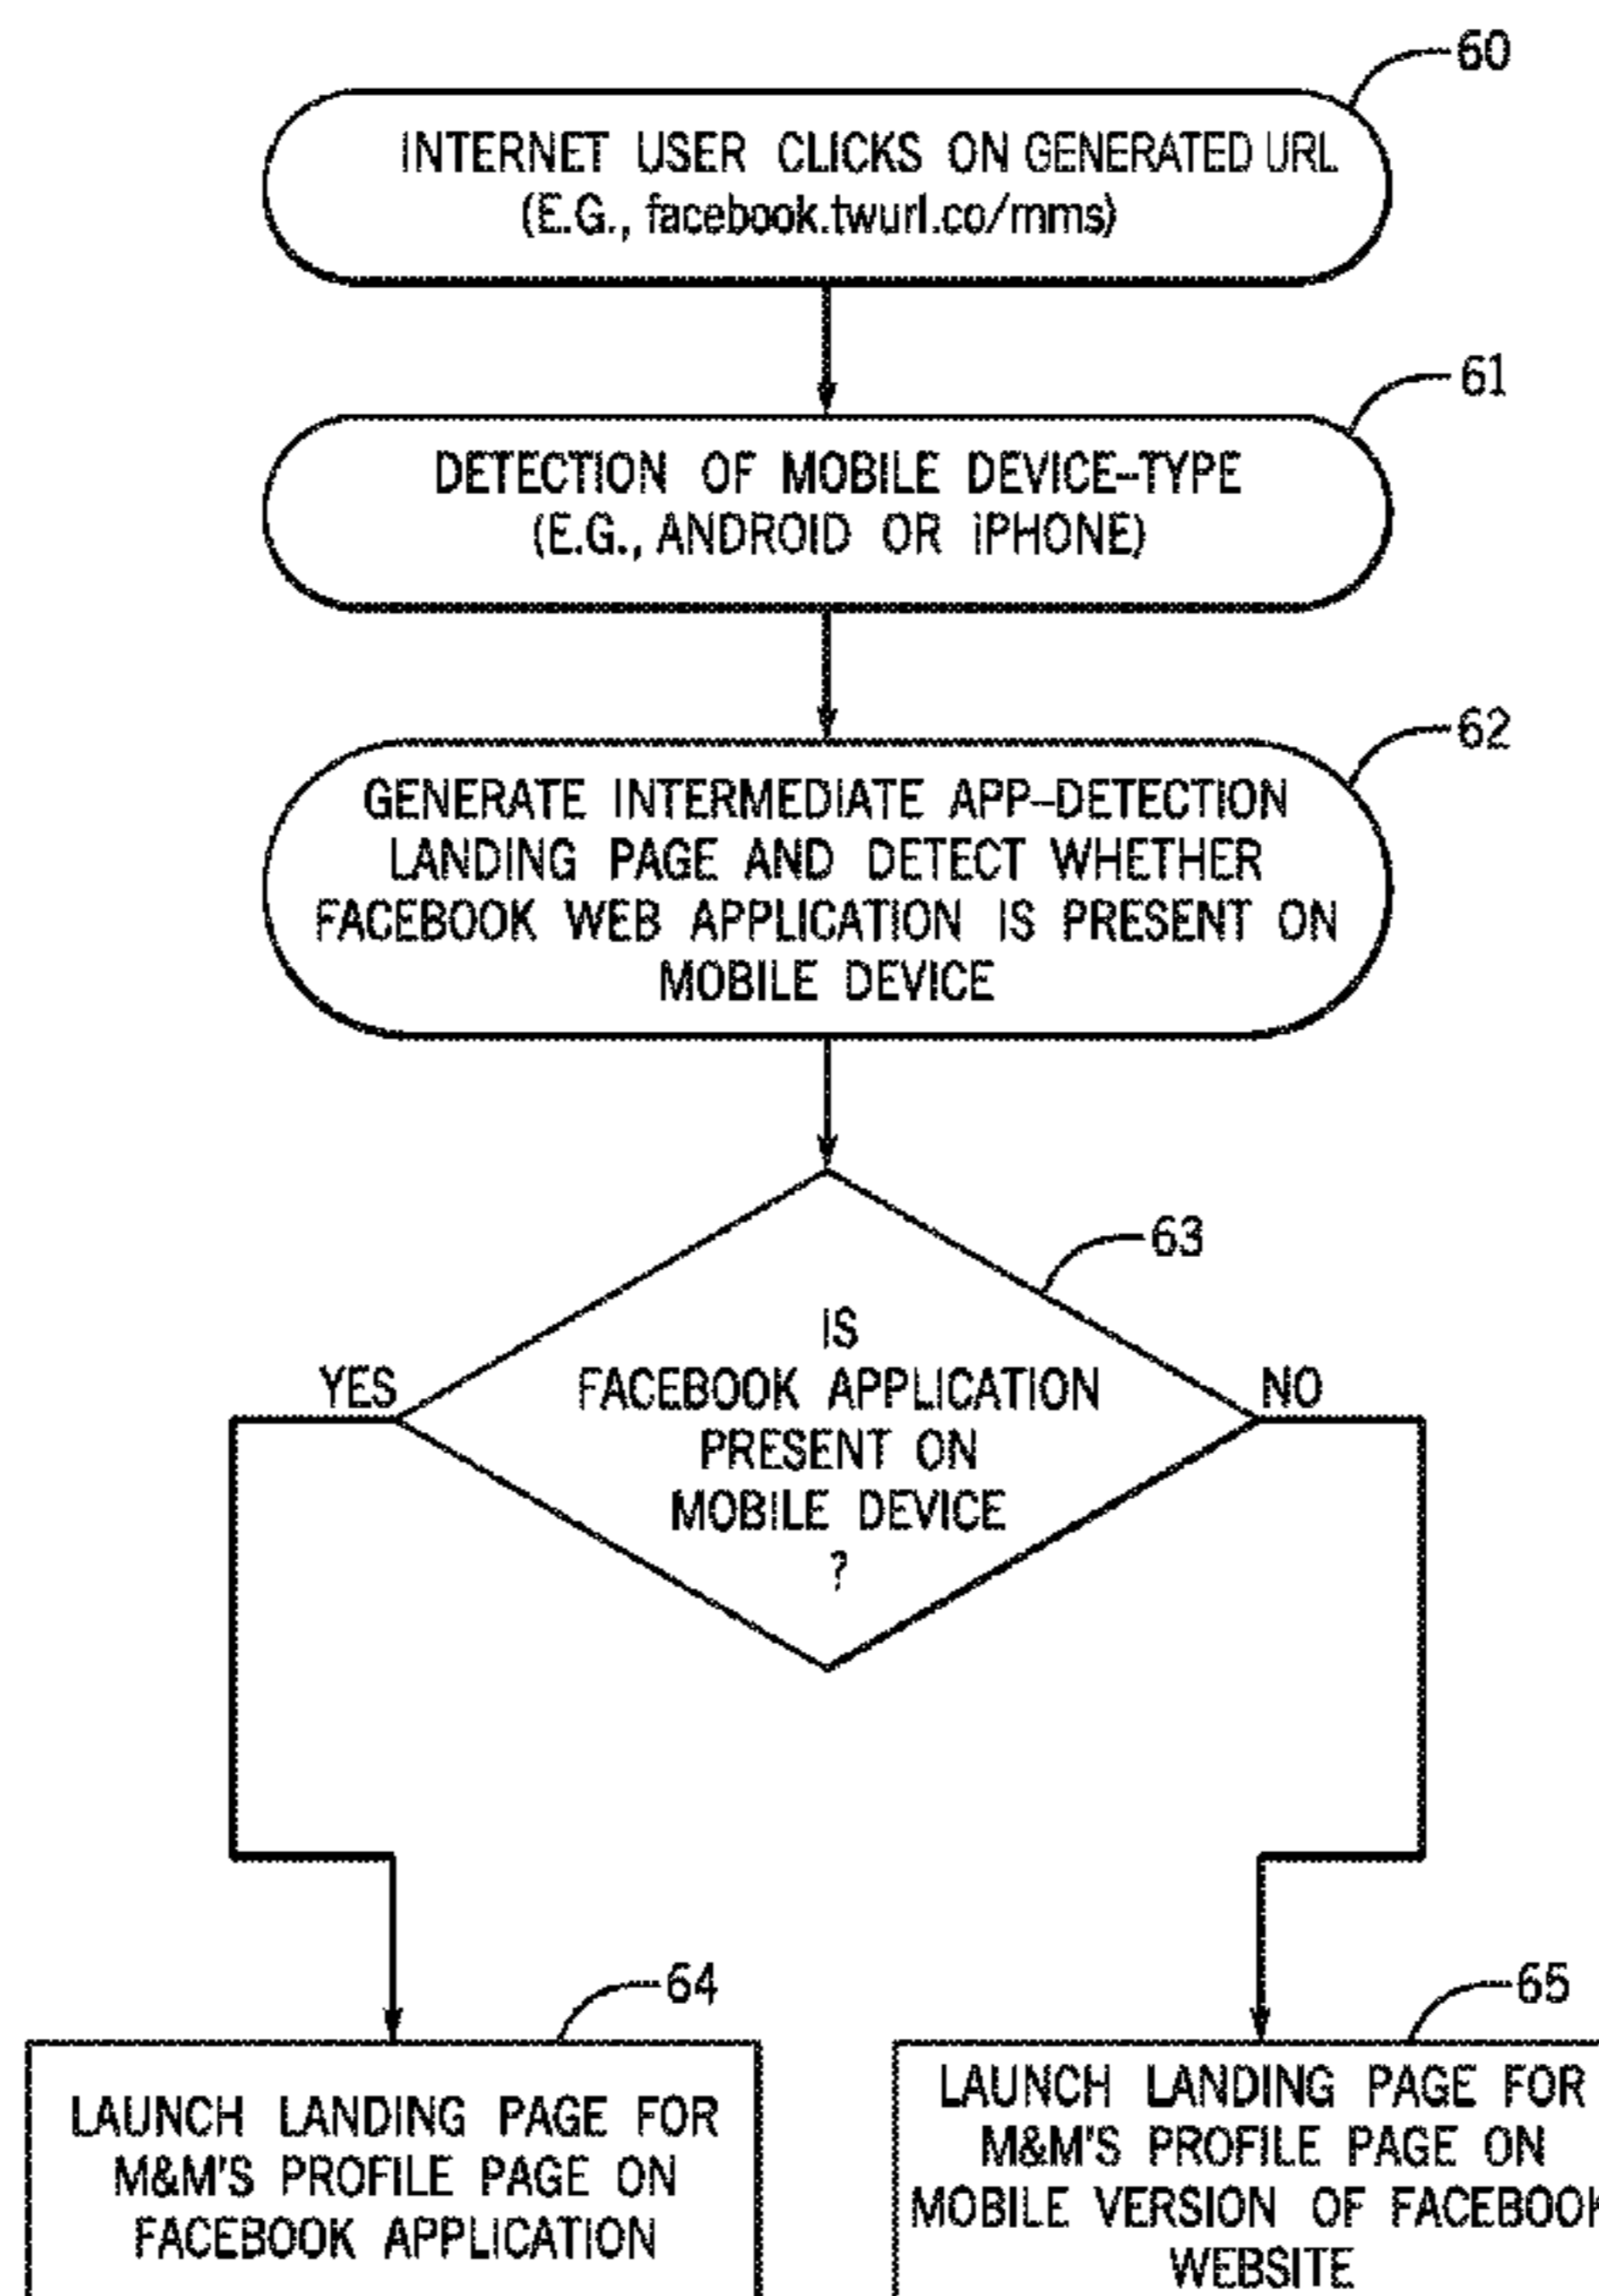 60
INTERNET USER CLICKS ON GENERATED URL
(E.G., facebook.twurl.co/mms)
61
DETECTION OF MOBILE DEVICE-TYPE
(E.G., ANDROID OR iPHONE)
62
GENERATE INTERMEDIATE APP-DETECTION
LANDING PAGE AND DETECT WHETHER
FACEBOOK WEB APPLICATION IS PRESENT ON
MOBILE DEVICE
63
IS
FACEBOOK APPLICATION
PRESENT ON
MOBILE DEVICE
?
YES
NO
64
LAUNCH LANDING PAGE FOR
M&M'S PROFILE PAGE ON
FACEBOOK APPLICATION
65
LAUNCH LANDING PAGE FOR
M&M'S PROFILE PAGE ON
MOBILE VERSION OF FACEBOOK
WEBSITE